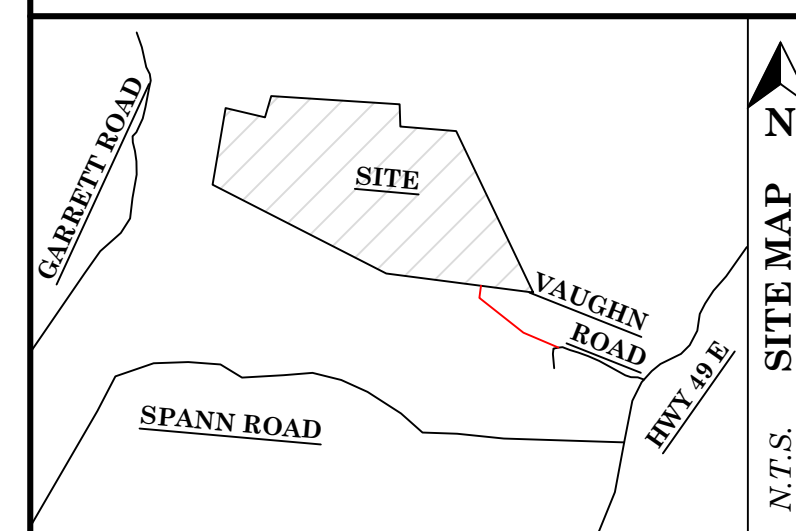 GARRETT ROAD
SITE
VAUGHN
ROAD
SPANN ROAD
HWY 49 E
N
SITE MAP
N.T.S.